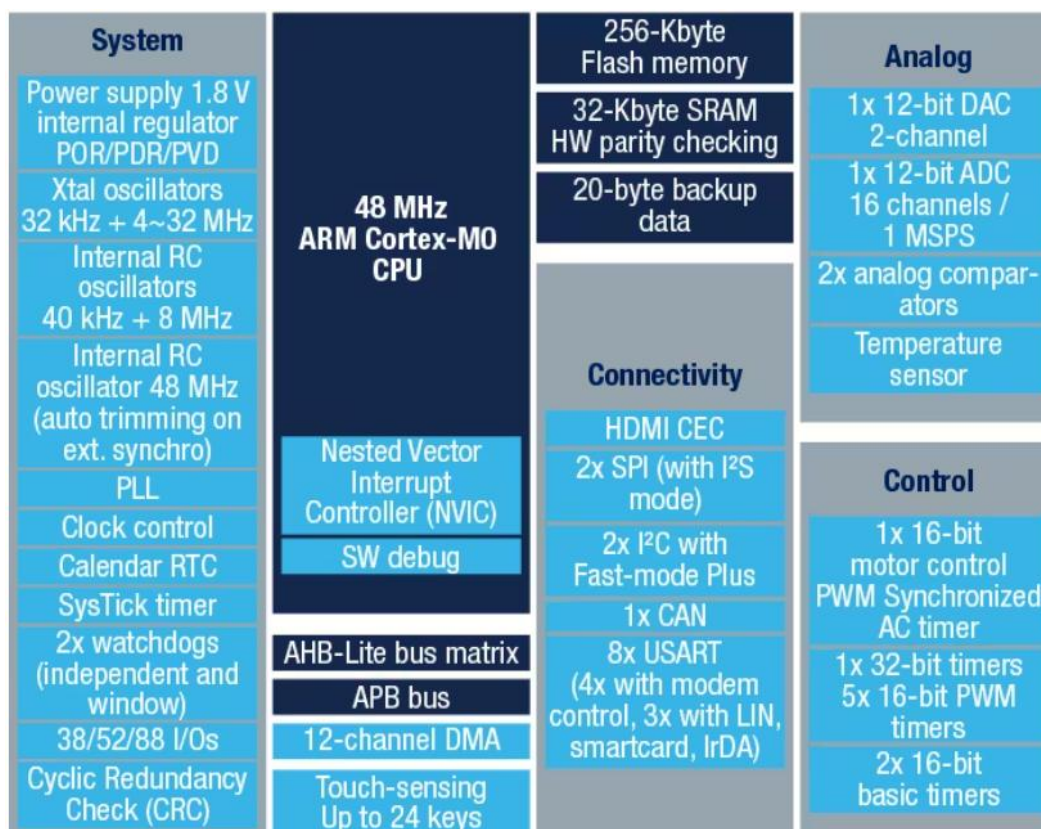 System
Power supply 1.8 V
internal regulator
POR/PDR/PVD
Xtal oscillators
32 kHz + 4~32 MHz
Internal RC
oscillators
40 kHz + 8 MHz
Internal RC
oscillator 48 MHz
(auto trimming on
ext. synchro)
PLL
Clock control
Calendar RTC
SysTick timer
2x watchdogs
(independent and
window)
38/52/88 I/Os
Cyclic Redundancy
Check (CRC)
48 MHz
ARM Cortex-MO
CPU
Nested Vector
Interrupt
Controller (NVIC)
SW debug
AHB-Lite bus matrix
APB bus
12-channel DMA
Touch-sensing
Up to 24 keys
256-Kbyte
Flash memory
32-Kbyte SRAM
HW parity checking
20-byte backup
data
Connectivity
HDMI CEC
2x SPI (with I²S
mode)
2x I²C with
Fast-mode Plus
1x CAN
8x USART
(4x with modem
control, 3x with LIN,
smartcard, IrDA)
Analog
1x 12-bit DAC
2-channel
1x 12-bit ADC
16 channels /
1 MSPS
2x analog compar-
ators
Temperature
sensor
Control
1x 16-bit
motor control
PWM Synchronized
AC timer
1x 32-bit timers
5x 16-bit PWM
timers
2x 16-bit
basic timers